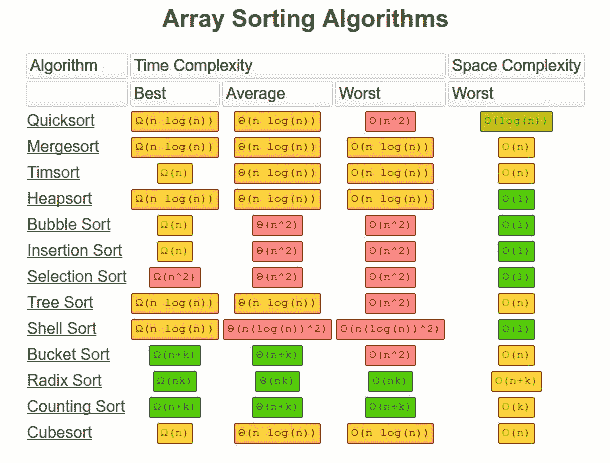 Array Sorting Algorithms
Algorithm Time Complexity Space Complexity
Best Average Worst Worst
Quicksort Ω(n log(n)) Θ(n log(n)) O(n^2) O(log(n))
Mergesort Ω(n log(n)) Θ(n log(n)) O(n log(n)) O(n)
Timsort Ω(n) Θ(n log(n)) O(n log(n)) O(n)
Heapsort Ω(n log(n)) Θ(n log(n)) O(n log(n)) O(1)
Bubble Sort Ω(n) Θ(n^2) O(n^2) O(1)
Insertion Sort Ω(n) Θ(n^2) O(n^2) O(1)
Selection Sort Ω(n^2) Θ(n^2) O(n^2) O(1)
Tree Sort Ω(n log(n)) Θ(n log(n)) O(n^2) O(n)
Shell Sort Ω(n log(n)) Θ(n(log(n))^2) O(n(log(n))^2) O(1)
Bucket Sort Ω(n+k) Θ(n+k) O(n^2) O(n)
Radix Sort Ω(nk) Θ(nk) O(nk) O(n+k)
Counting Sort Ω(n+k) Θ(n+k) O(n+k) O(k)
Cubesort Ω(n) Θ(n log(n)) O(n log(n)) O(n)